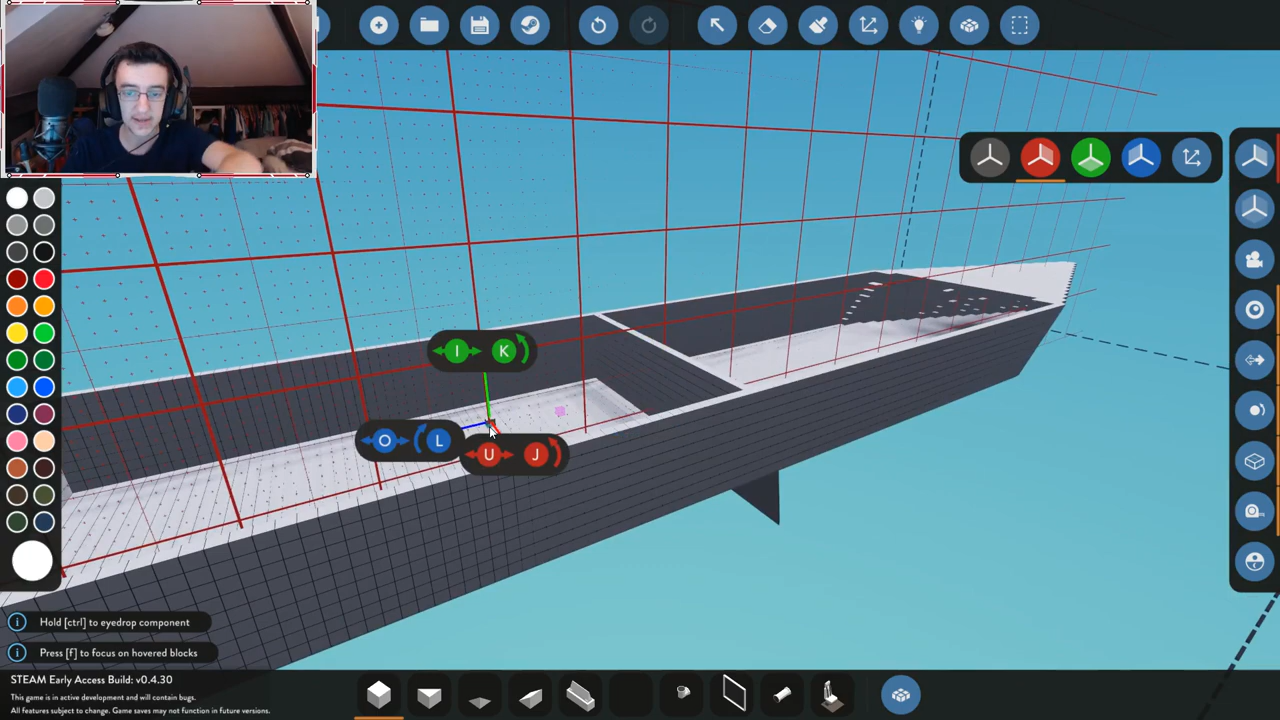 I K
O L
U J
Hold [ctrl] to eyedrop component
Press [f] to focus on hovered blocks
STEAM Early Access Build: v0.4.30
This game is in active development and will contain bugs.
All features subject to change. Game saves may not function in future versions.